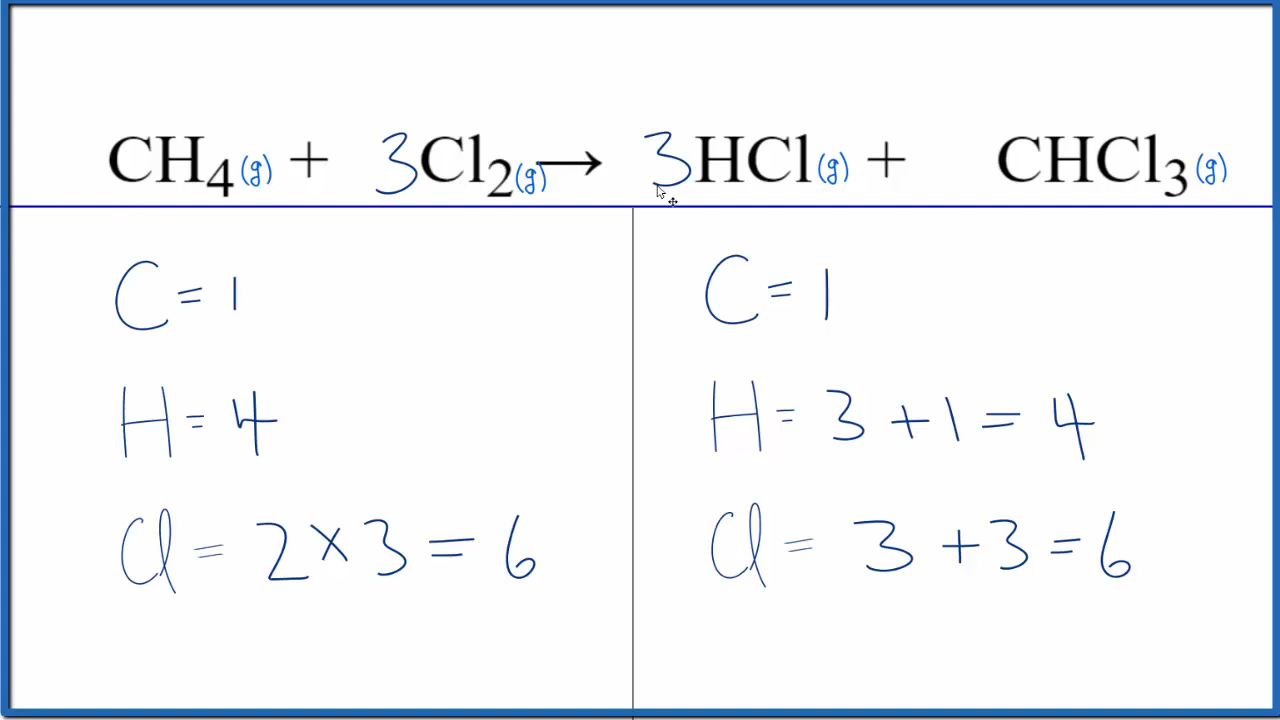 CH₄(g) + 3Cl₂(g) → 3HCl(g) + CHCl₃(g)
C = 1
H = 4
Cl = 2 × 3 = 6
C = 1
H = 3 + 1 = 4
Cl = 3 + 3 = 6